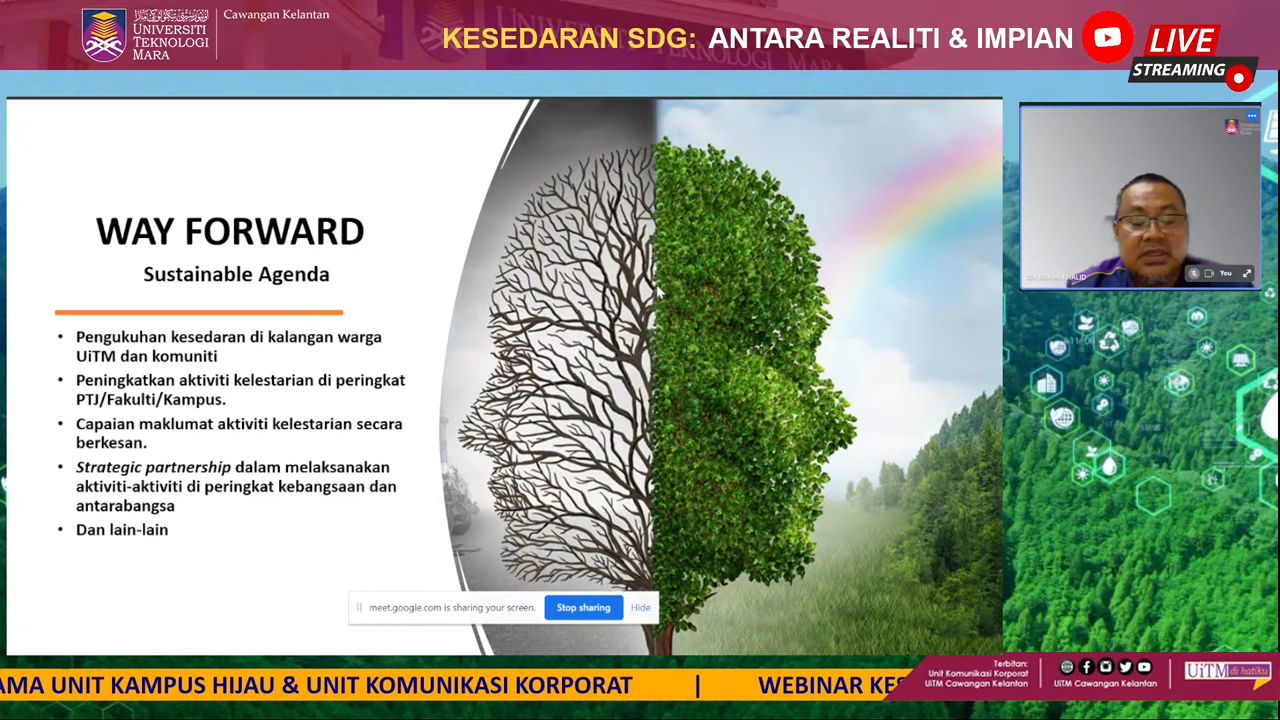 UNIVERSITI
TEKNOLOGI
MARA
Cawangan Kelantan
KESEDARAN SDG: ANTARA REALITI & IMPIAN
LIVE
STREAMING
WAY FORWARD
Sustainable Agenda
• Pengukuhan kesedaran di kalangan warga
UiTM dan komuniti
• Peningkatkan aktiviti kelestarian di peringkat
PTJ/Fakulti/Kampus.
• Capaian maklumat aktiviti kelestarian secara
berkesan.
• Strategic partnership dalam melaksanakan
aktiviti-aktiviti di peringkat kebangsaan dan
antarabangsa
• Dan lain-lain
meet.google.com is sharing your screen.
Stop sharing
Hide
You
AMA UNIT KAMPUS HIJAU & UNIT KOMUNIKASI KORPORAT | WEBINAR KES
Terbitan:
Unit Komunikasi Korporat
UiTM Cawangan Kelantan
UiTM Cawangan Kelantan
UiTM di hatiku